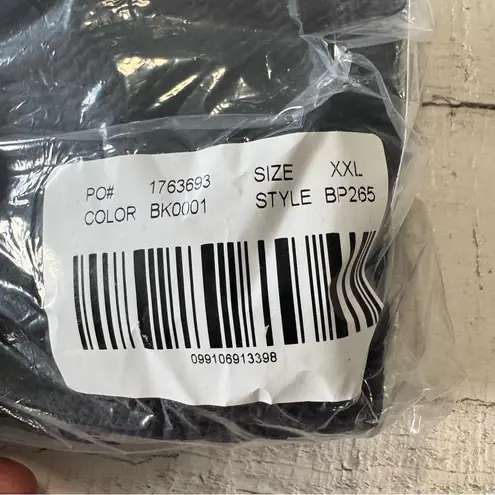 PO# 1763693 SIZE XXL
COLOR BK0001 STYLE BP265
099106913398